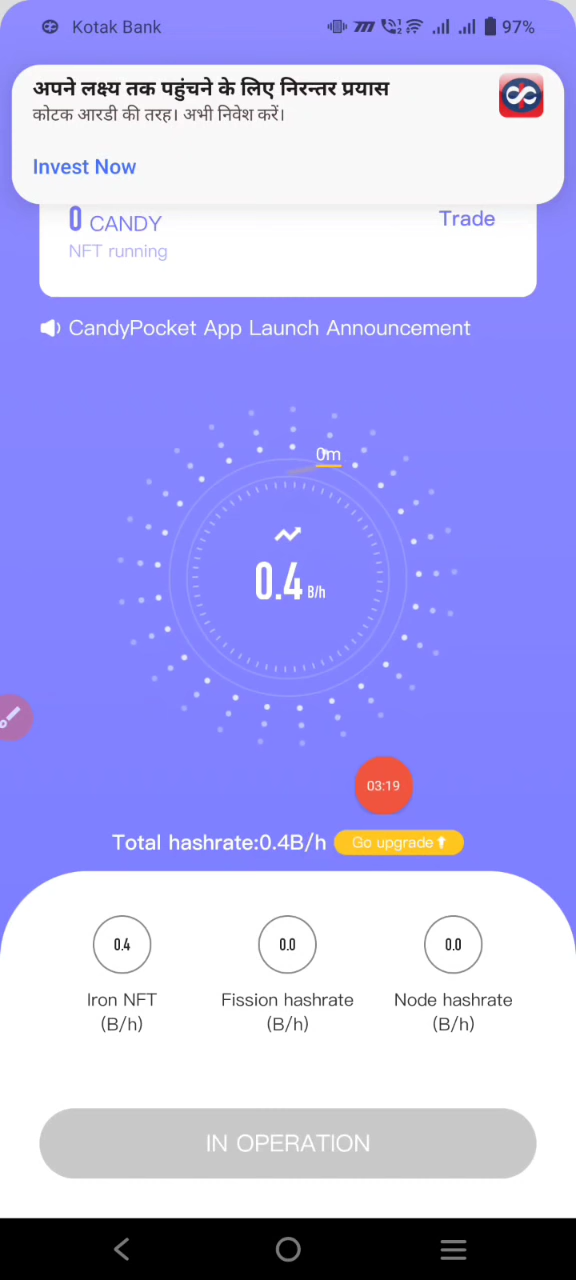 Kotak Bank
97%
अपने लक्ष्य तक पहुंचने के लिए निरन्तर प्रयास
कोटक आरडी की तरह। अभी निवेश करें।
Invest Now
0 CANDY
Trade
NFT running
CandyPocket App Launch Announcement
0m
0.4 B/h
03:19
Total hashrate:0.4B/h
Go upgrade
0.4
0.0
0.0
Iron NFT
(B/h)
Fission hashrate
(B/h)
Node hashrate
(B/h)
IN OPERATION